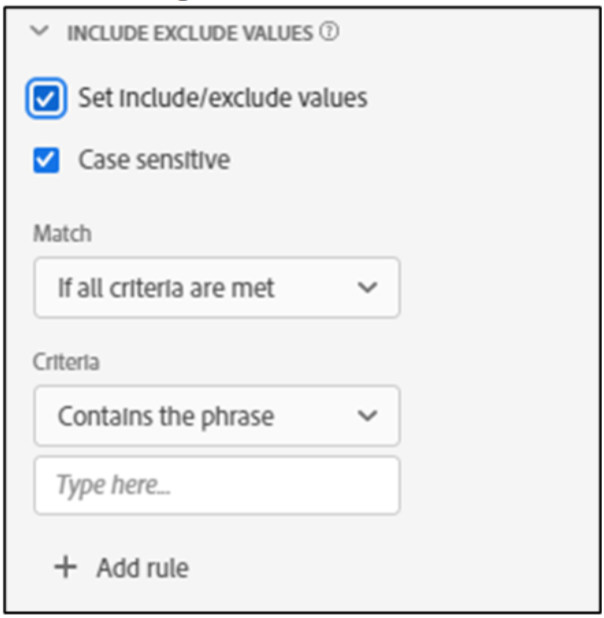 INCLUDE EXCLUDE VALUES ?
Set include/exclude values
Case sensitive
Match
If all criteria are met
Criteria
Contains the phrase
Type here...
+ Add rule